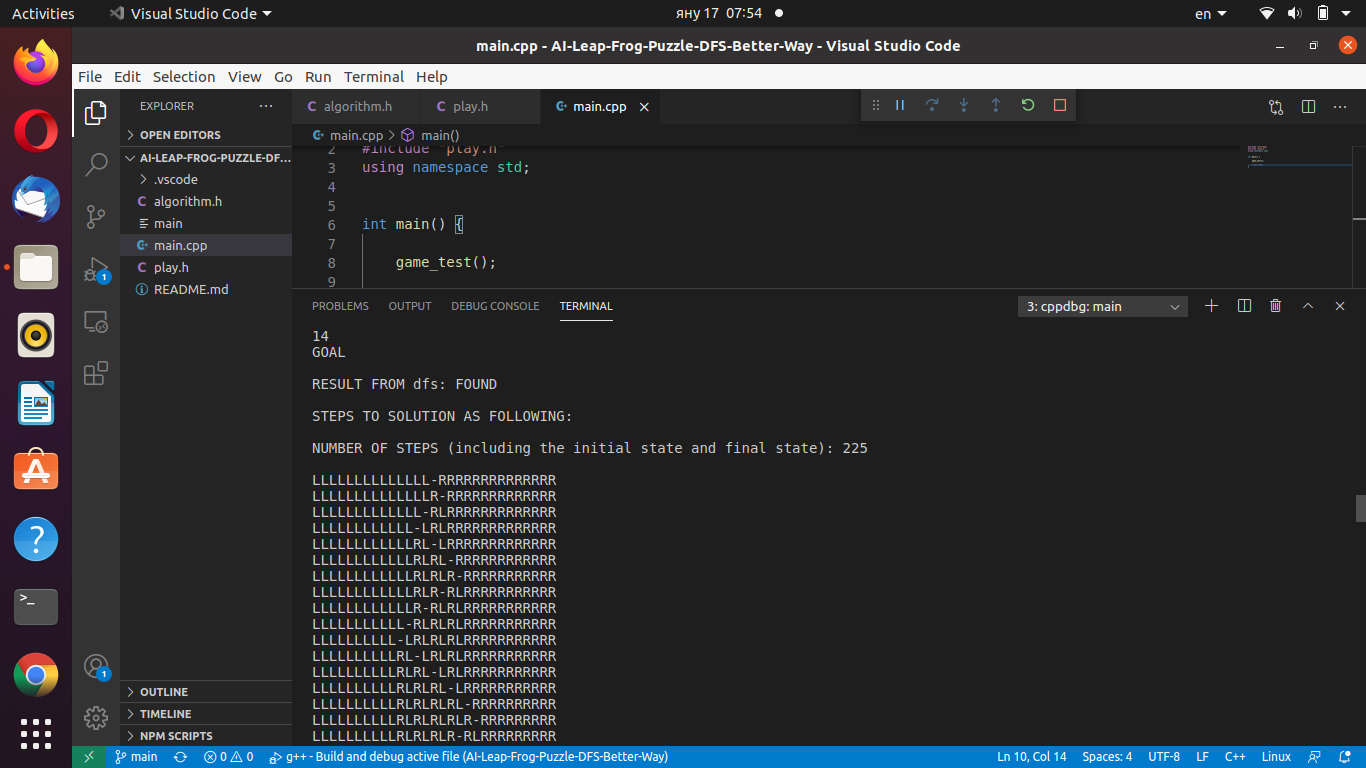 Activities
Visual Studio Code
яну 17 07:54
en
main.cpp - AI-Leap-Frog-Puzzle-DFS-Better-Way - Visual Studio Code
File Edit Selection View Go Run Terminal Help
EXPLORER
OPEN EDITORS
AI-LEAP-FROG-PUZZLE-DF...
.vscode
algorithm.h
main
main.cpp
play.h
README.md
OUTLINE
TIMELINE
NPM SCRIPTS
1
1
algorithm.h
play.h
main.cpp
main.cpp > main()
2 #include "play.h"
3 using namespace std;
4
5
6 int main() {
7
8 game_test();
9
PROBLEMS OUTPUT DEBUG CONSOLE TERMINAL
3: cppdbg: main
14
GOAL
RESULT FROM dfs: FOUND
STEPS TO SOLUTION AS FOLLOWING:
NUMBER OF STEPS (including the initial state and final state): 225
LLLLLLLLLLLLLL-RRRRRRRRRRRRRR
LLLLLLLLLLLLLLR-RRRRRRRRRRRRR
LLLLLLLLLLLLL-RLRRRRRRRRRRRRR
LLLLLLLLLLLL-LRLRRRRRRRRRRRRR
LLLLLLLLLLLLRL-LRRRRRRRRRRRRR
LLLLLLLLLLLLRLRL-RRRRRRRRRRRR
LLLLLLLLLLLLRLRLR-RRRRRRRRRRR
LLLLLLLLLLLLRLR-RLRRRRRRRRRRR
LLLLLLLLLLLLR-RLRLRRRRRRRRRRR
LLLLLLLLLLL-RLRLRLRRRRRRRRRRR
LLLLLLLLLL-LRLRLRLRRRRRRRRRRR
LLLLLLLLLLRL-LRLRLRRRRRRRRRRR
LLLLLLLLLLRLRL-LRLRRRRRRRRRRR
LLLLLLLLLLRLRLRL-LRRRRRRRRRRR
LLLLLLLLLLRLRLRLRL-RRRRRRRRRR
LLLLLLLLLLRLRLRLRLR-RRRRRRRRR
LLLLLLLLLLRLRLRLR-RLRRRRRRRRR
main
0 0
g++ - Build and debug active file (AI-Leap-Frog-Puzzle-DFS-Better-Way)
Ln 10, Col 14
Spaces: 4
UTF-8
LF
C++
Linux